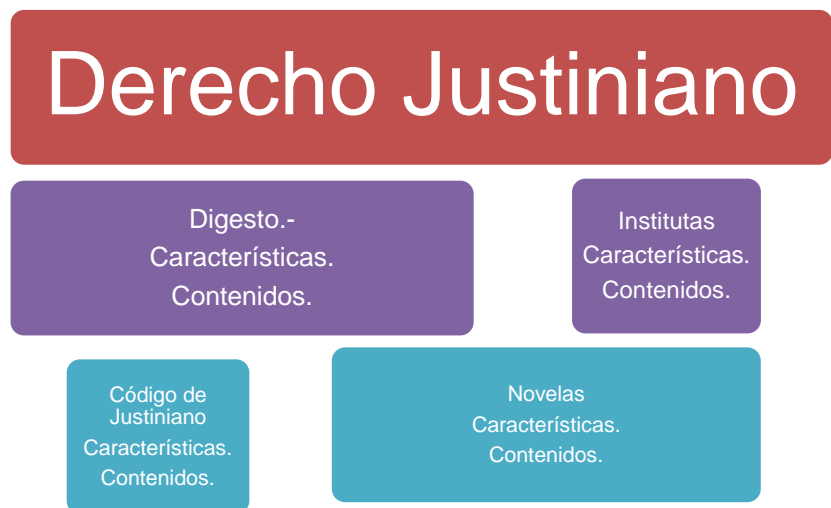 Derecho Justiniano
Digesto.-
Características.
Contenidos.
Institutas
Características.
Contenidos.
Código de
Justiniano
Características.
Contenidos.
Novelas
Características.
Contenidos.